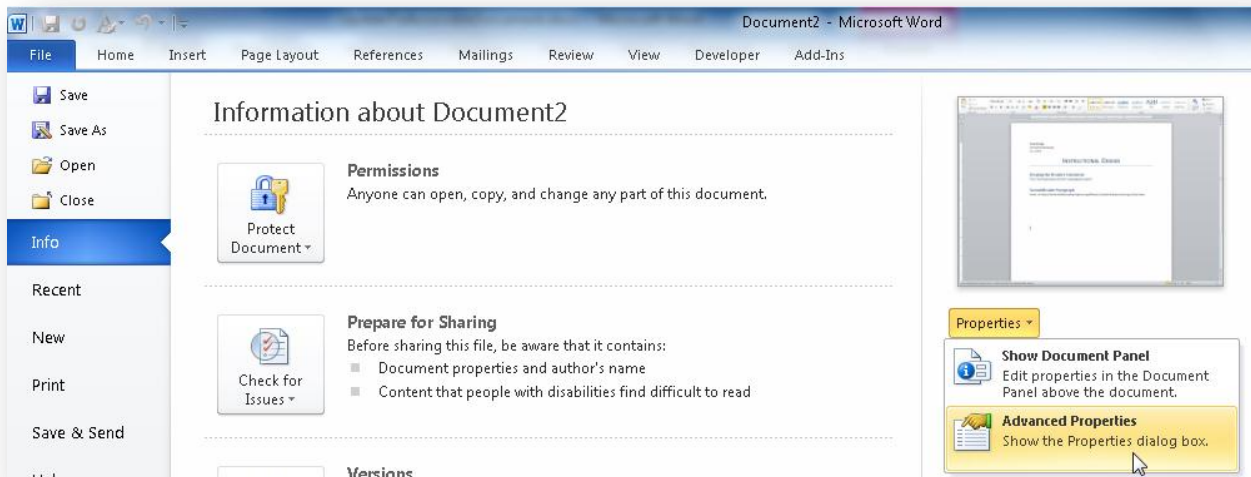 Document2 - Microsoft Word
File Home Insert Page Layout References Mailings Review View Developer Add-Ins
Save
Save As
Open
Close
Info
Recent
New
Print
Save & Send
Information about Document2
Protect
Document
Permissions
Anyone can open, copy, and change any part of this document.
Check for
Issues
Prepare for Sharing
Before sharing this file, be aware that it contains:
Document properties and author's name
Content that people with disabilities find difficult to read
Versions
Instructional Design
Properties
Show Document Panel
Edit properties in the Document
Panel above the document.
Advanced Properties
Show the Properties dialog box.